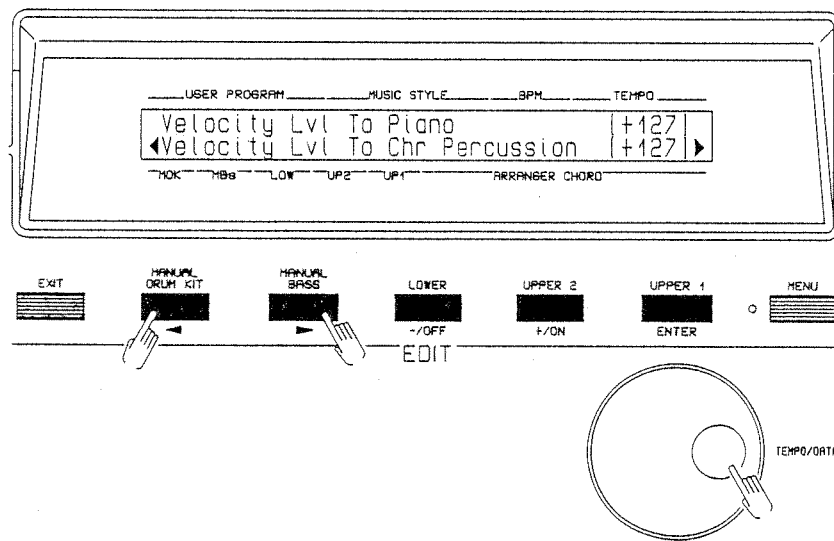 USER PROGRAM MUSIC STYLE BPM TEMPO
Velocity Lvl To Piano +127
◀Velocity Lvl To Chr Percussion +127▶
MDK MBs LOW UP2 UP1 ARRANGER CHORD
EXIT MANUAL DRUM KIT MANUAL BASS LOWER UPPER 2 UPPER 1 MENU
◀ ▶ -/OFF +/ON ENTER
EDIT
TEMPO/DATA